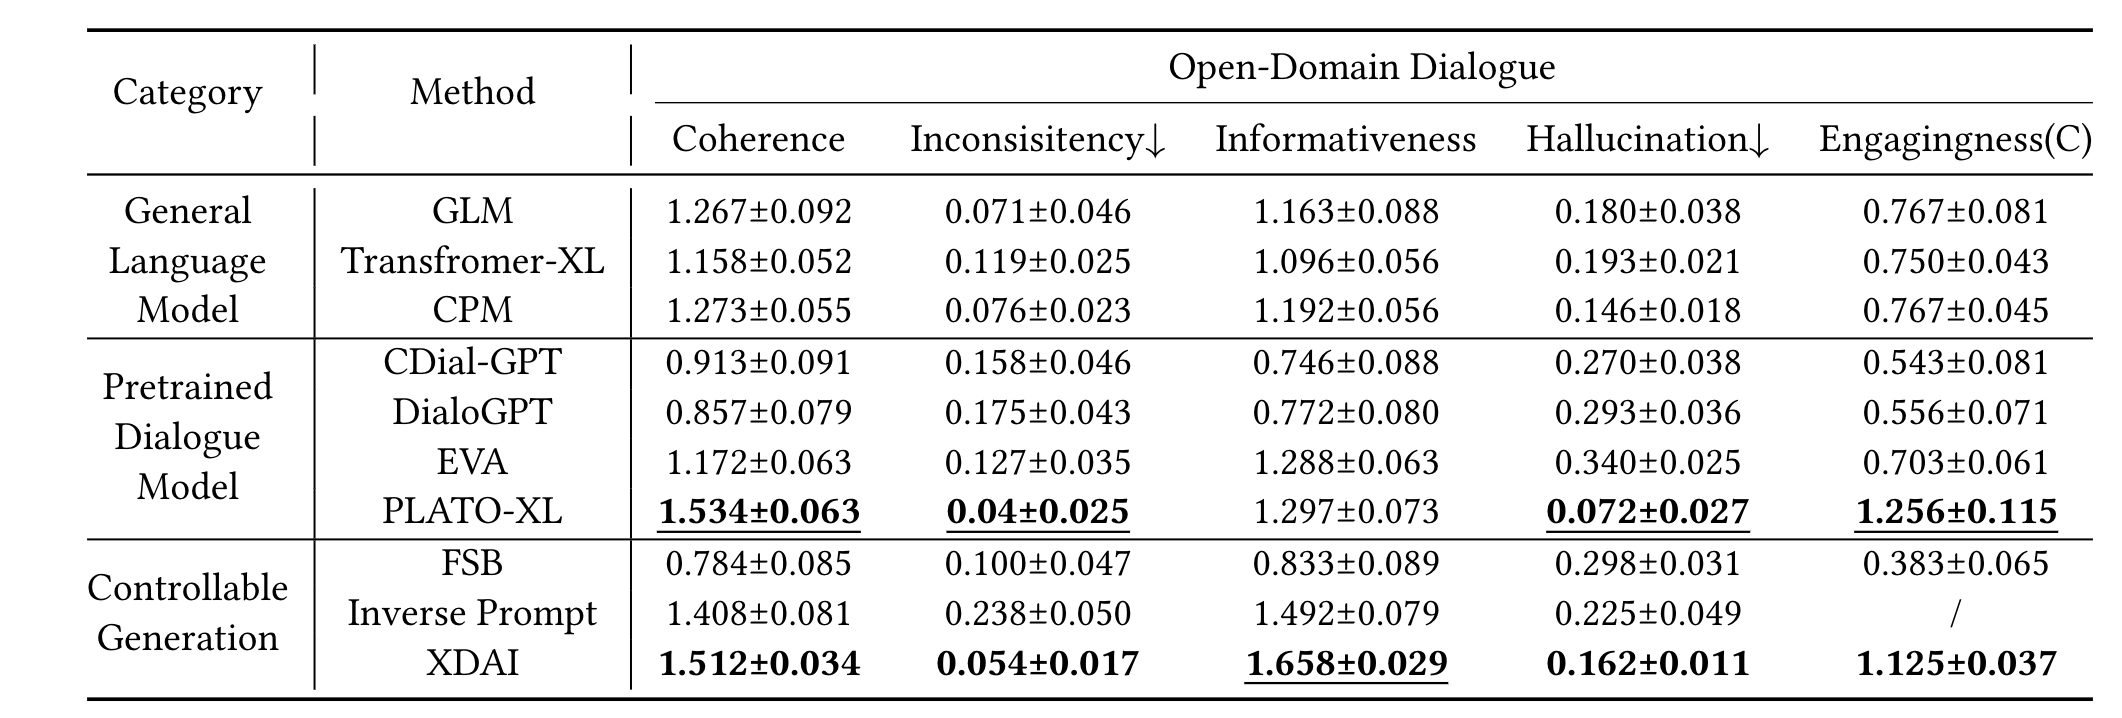 Category Method Open-Domain Dialogue
Coherence Inconsisitency↓ Informativeness Hallucination↓ Engagingness(C)
General Language Model
GLM 1.267±0.092 0.071±0.046 1.163±0.088 0.180±0.038 0.767±0.081
Transfromer-XL 1.158±0.052 0.119±0.025 1.096±0.056 0.193±0.021 0.750±0.043
CPM 1.273±0.055 0.076±0.023 1.192±0.056 0.146±0.018 0.767±0.045
Pretrained Dialogue Model
CDial-GPT 0.913±0.091 0.158±0.046 0.746±0.088 0.270±0.038 0.543±0.081
DialoGPT 0.857±0.079 0.175±0.043 0.772±0.080 0.293±0.036 0.556±0.071
EVA 1.172±0.063 0.127±0.035 1.288±0.063 0.340±0.025 0.703±0.061
PLATO-XL 1.534±0.063 0.04±0.025 1.297±0.073 0.072±0.027 1.256±0.115
Controllable Generation
FSB 0.784±0.085 0.100±0.047 0.833±0.089 0.298±0.031 0.383±0.065
Inverse Prompt 1.408±0.081 0.238±0.050 1.492±0.079 0.225±0.049 /
XDAI 1.512±0.034 0.054±0.017 1.658±0.029 0.162±0.011 1.125±0.037